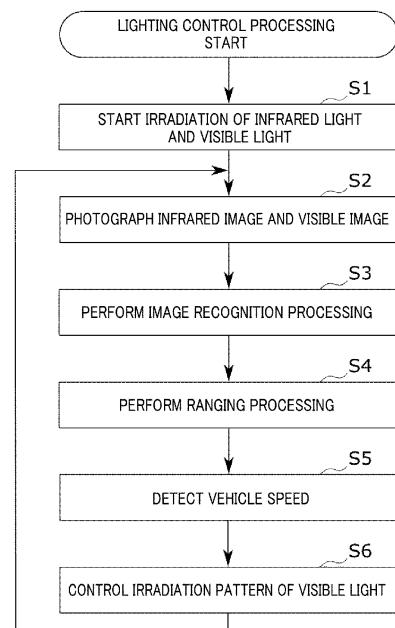 LIGHTING CONTROL PROCESSING
START
S1
START IRRADIATION OF INFRARED LIGHT
AND VISIBLE LIGHT
S2
PHOTOGRAPH INFRARED IMAGE AND VISIBLE IMAGE
S3
PERFORM IMAGE RECOGNITION PROCESSING
S4
PERFORM RANGING PROCESSING
S5
DETECT VEHICLE SPEED
S6
CONTROL IRRADIATION PATTERN OF VISIBLE LIGHT